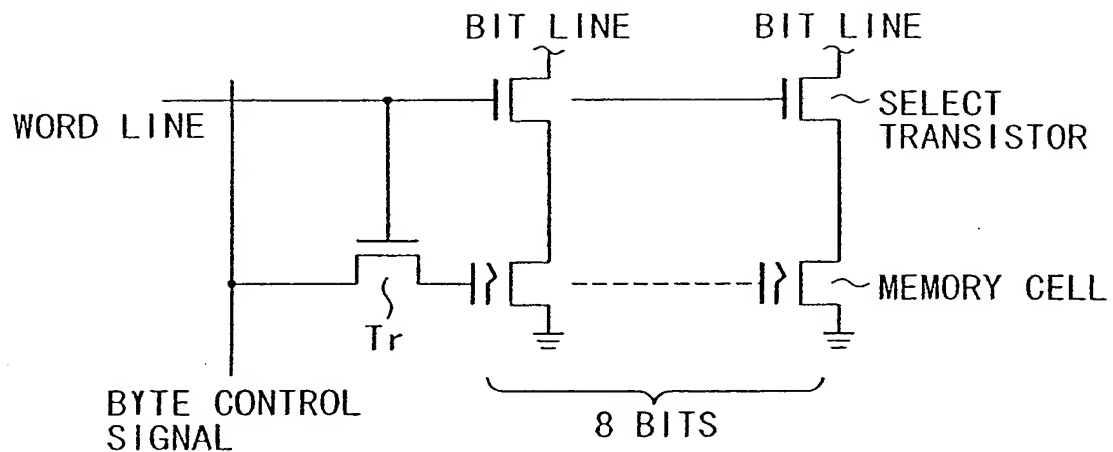 BIT LINE
BIT LINE
WORD LINE
SELECT
TRANSISTOR
Tr
MEMORY CELL
BYTE CONTROL
SIGNAL
8 BITS